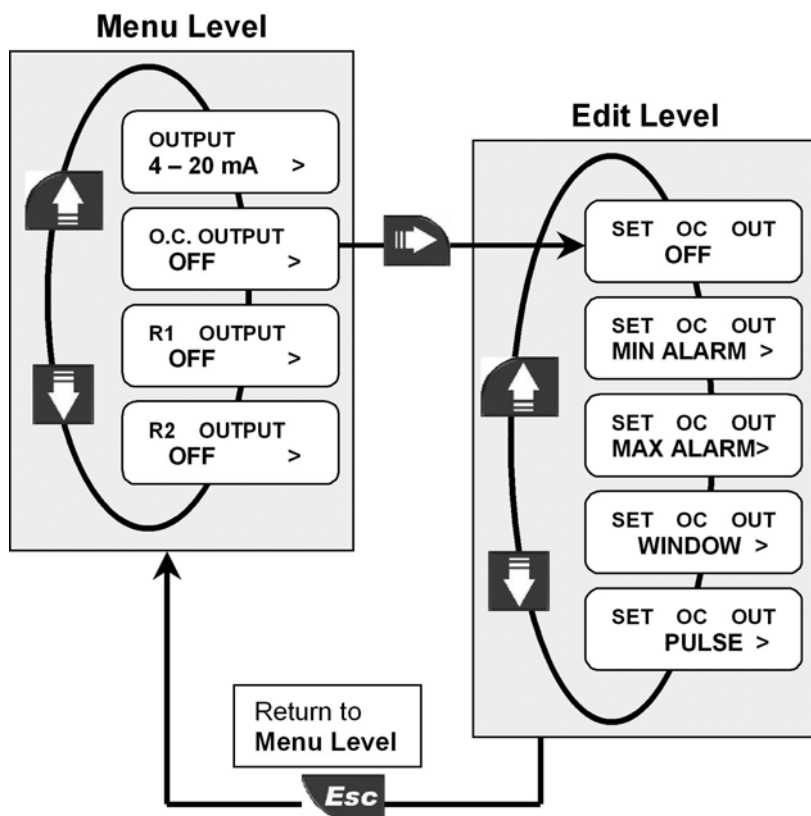 Menu Level
OUTPUT
4 – 20 mA >
O.C. OUTPUT
OFF >
R1 OUTPUT
OFF >
R2 OUTPUT
OFF >
Edit Level
SET OC OUT
OFF
SET OC OUT
MIN ALARM >
SET OC OUT
MAX ALARM>
SET OC OUT
WINDOW >
SET OC OUT
PULSE >
Return to
Menu Level
Esc